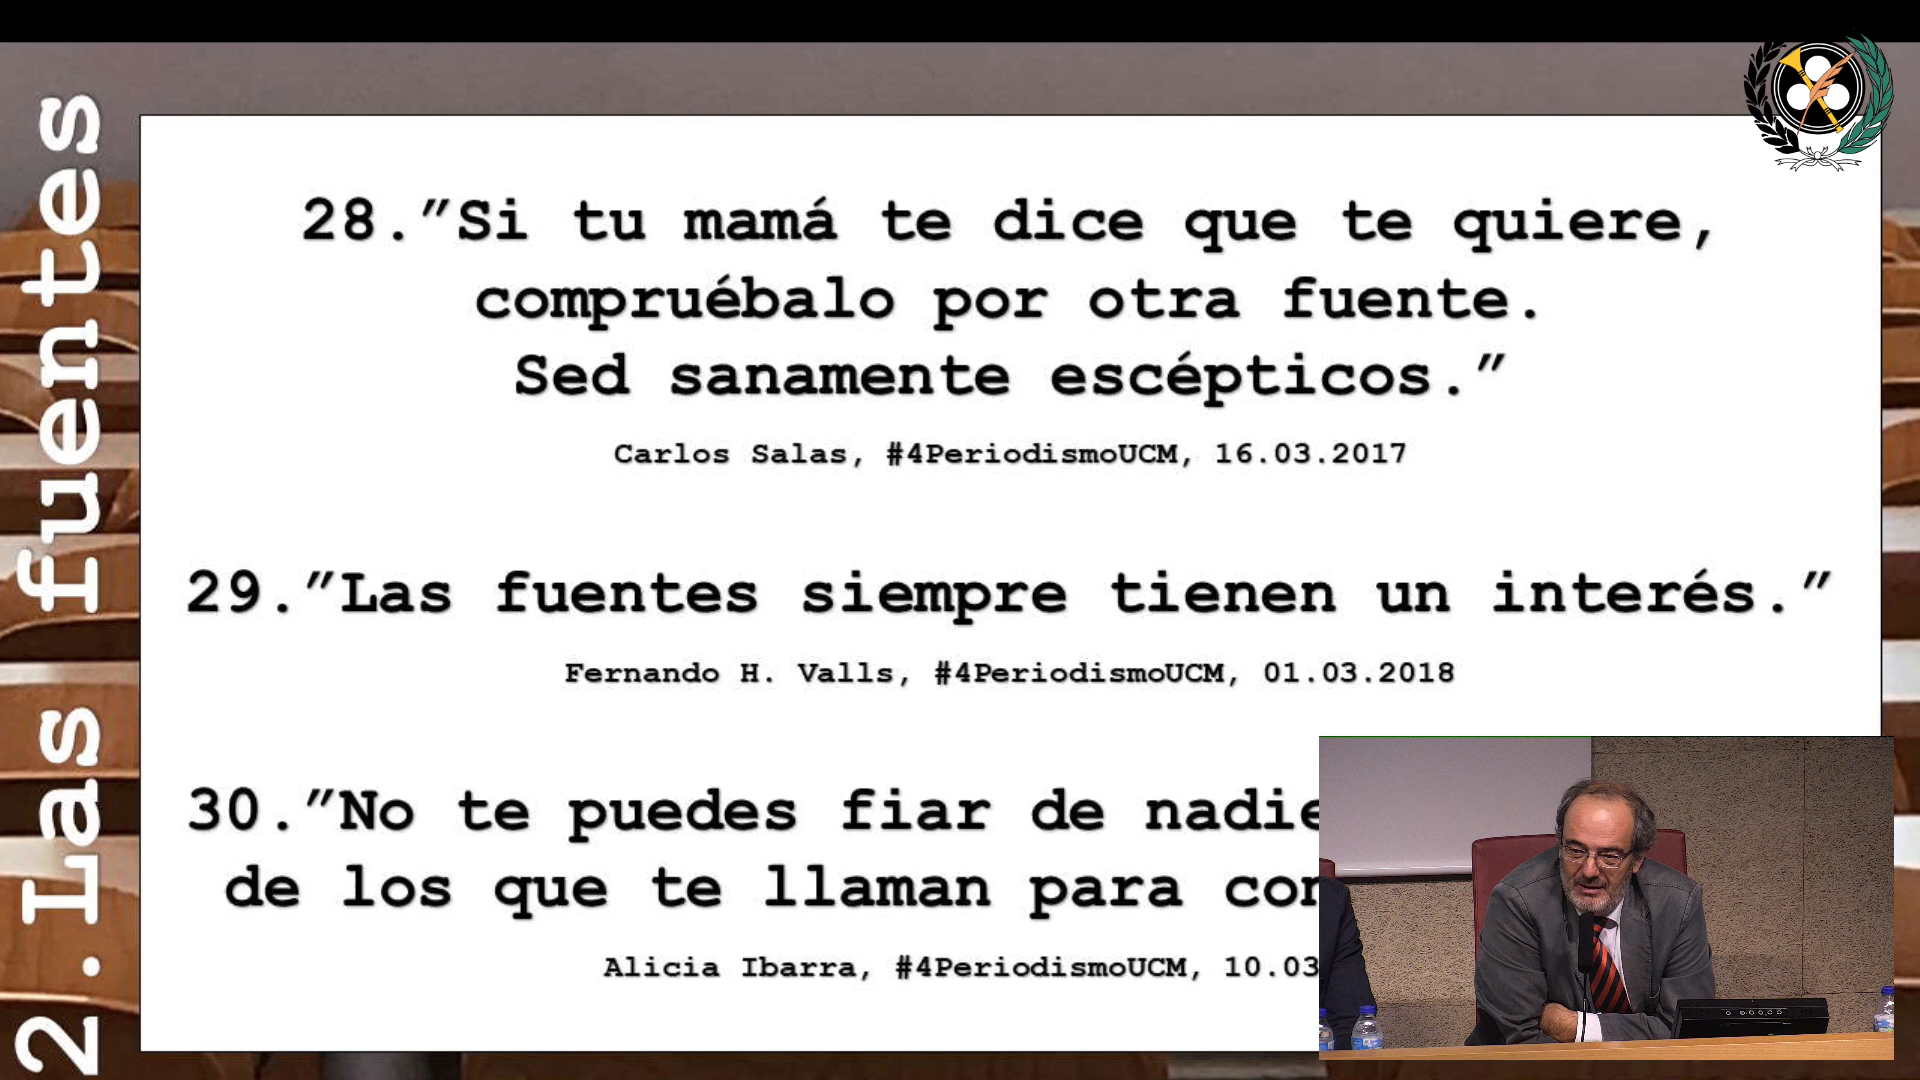 2.Las fuentes
28.”Si tu mamá te dice que te quiere,
compruébalo por otra fuente.
Sed sanamente escépticos.”
Carlos Salas, #4PeriodismoUCM, 16.03.2017
29.”Las fuentes siempre tienen un interés.”
Fernando H. Valls, #4PeriodismoUCM, 01.03.2018
30.”No te puedes fiar de nadie
de los que te llaman para
Alicia Ibarra, #4PeriodismoUCM, 10.03